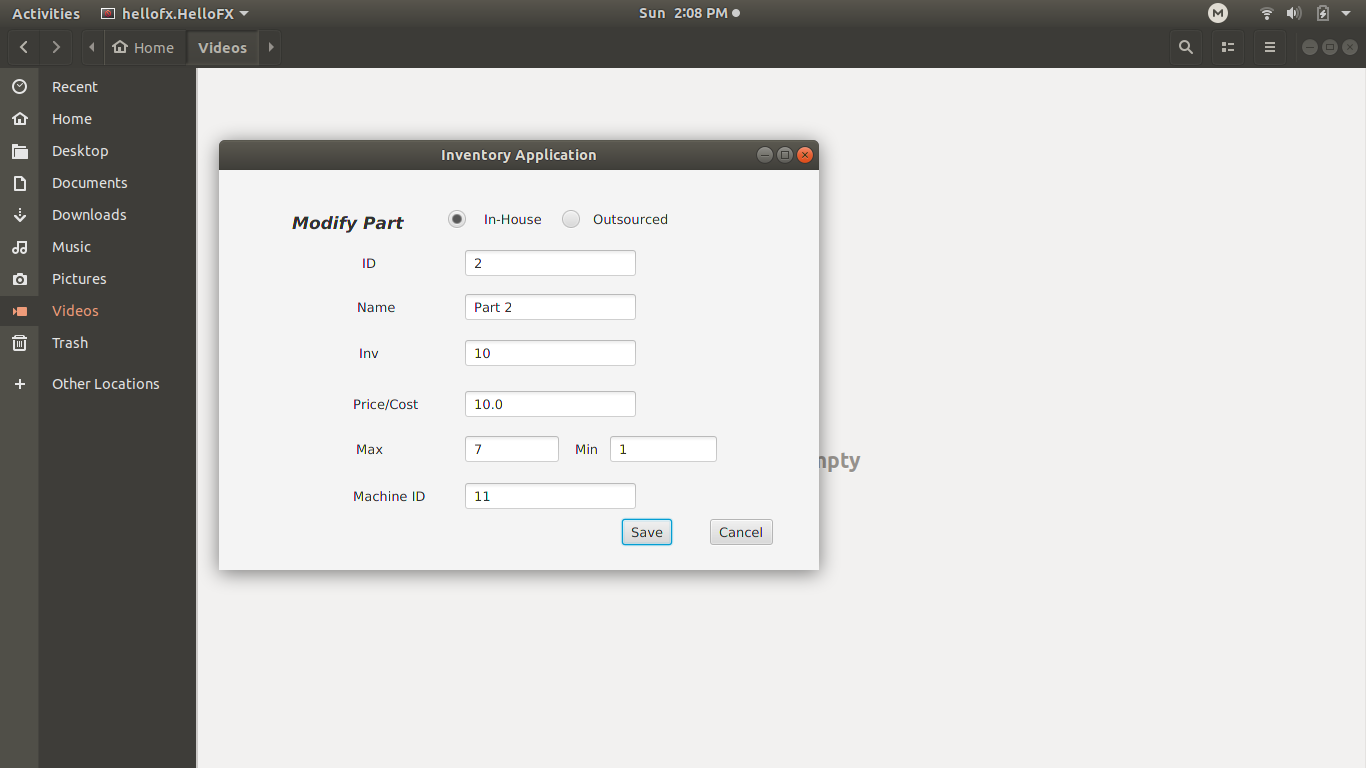 Activities hellofx.HelloFX Sun 2:08 PM M
Home Videos
Recent
Home
Desktop
Documents
Downloads
Music
Pictures
Videos
Trash
Other Locations
Inventory Application
Modify Part In-House Outsourced
ID 2
Name Part 2
Inv 10
Price/Cost 10.0
Max 7 Min 1
Machine ID 11
Save Cancel